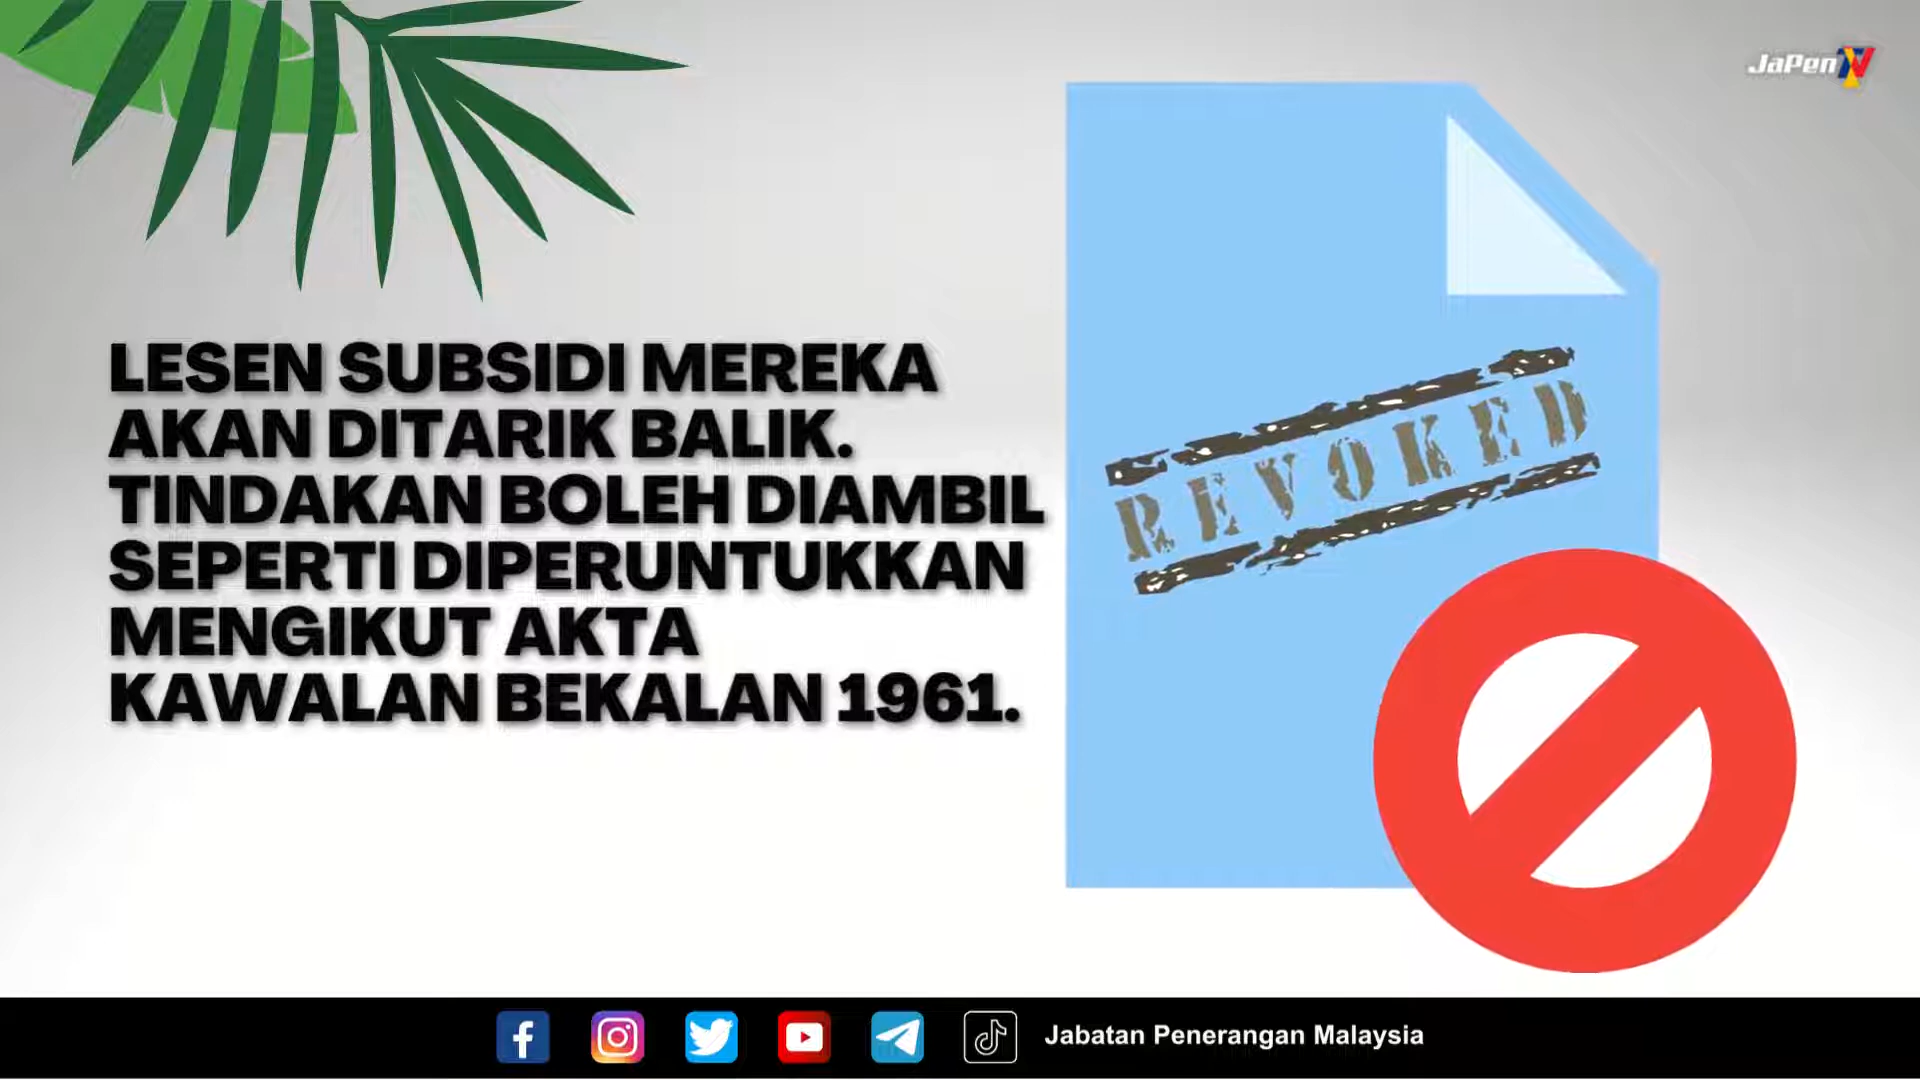 JaPen TV
LESEN SUBSIDI MEREKA
AKAN DITARIK BALIK.
TINDAKAN BOLEH DIAMBIL
SEPERTI DIPERUNTUKKAN
MENGIKUT AKTA
KAWALAN BEKALAN 1961.
REVOKED
Jabatan Penerangan Malaysia